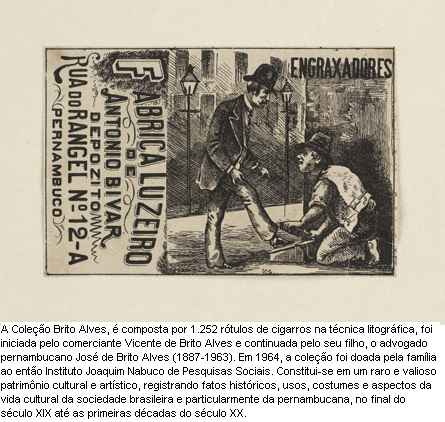 FABRICA LUZEIRO
DE
ANTONIO BIVAR
DEPOZITO
RUA DO RANGEL Nº 12-A
PERNAMBUCO
ENGRAXADORES
A Coleção Brito Alves, é composta por 1.252 rótulos de cigarros na técnica litográfica, foi
iniciada pelo comerciante Vicente de Brito Alves e continuada pelo seu filho, o advogado
pernambucano José de Brito Alves (1887-1963). Em 1964, a coleção foi doada pela família
ao então Instituto Joaquim Nabuco de Pesquisas Sociais. Constitui-se em um raro e valioso
patrimônio cultural e artístico, registrando fatos históricos, usos, costumes e aspectos da
vida cultural da sociedade brasileira e particularmente da pernambucana, no final do
século XIX até as primeiras décadas do século XX.